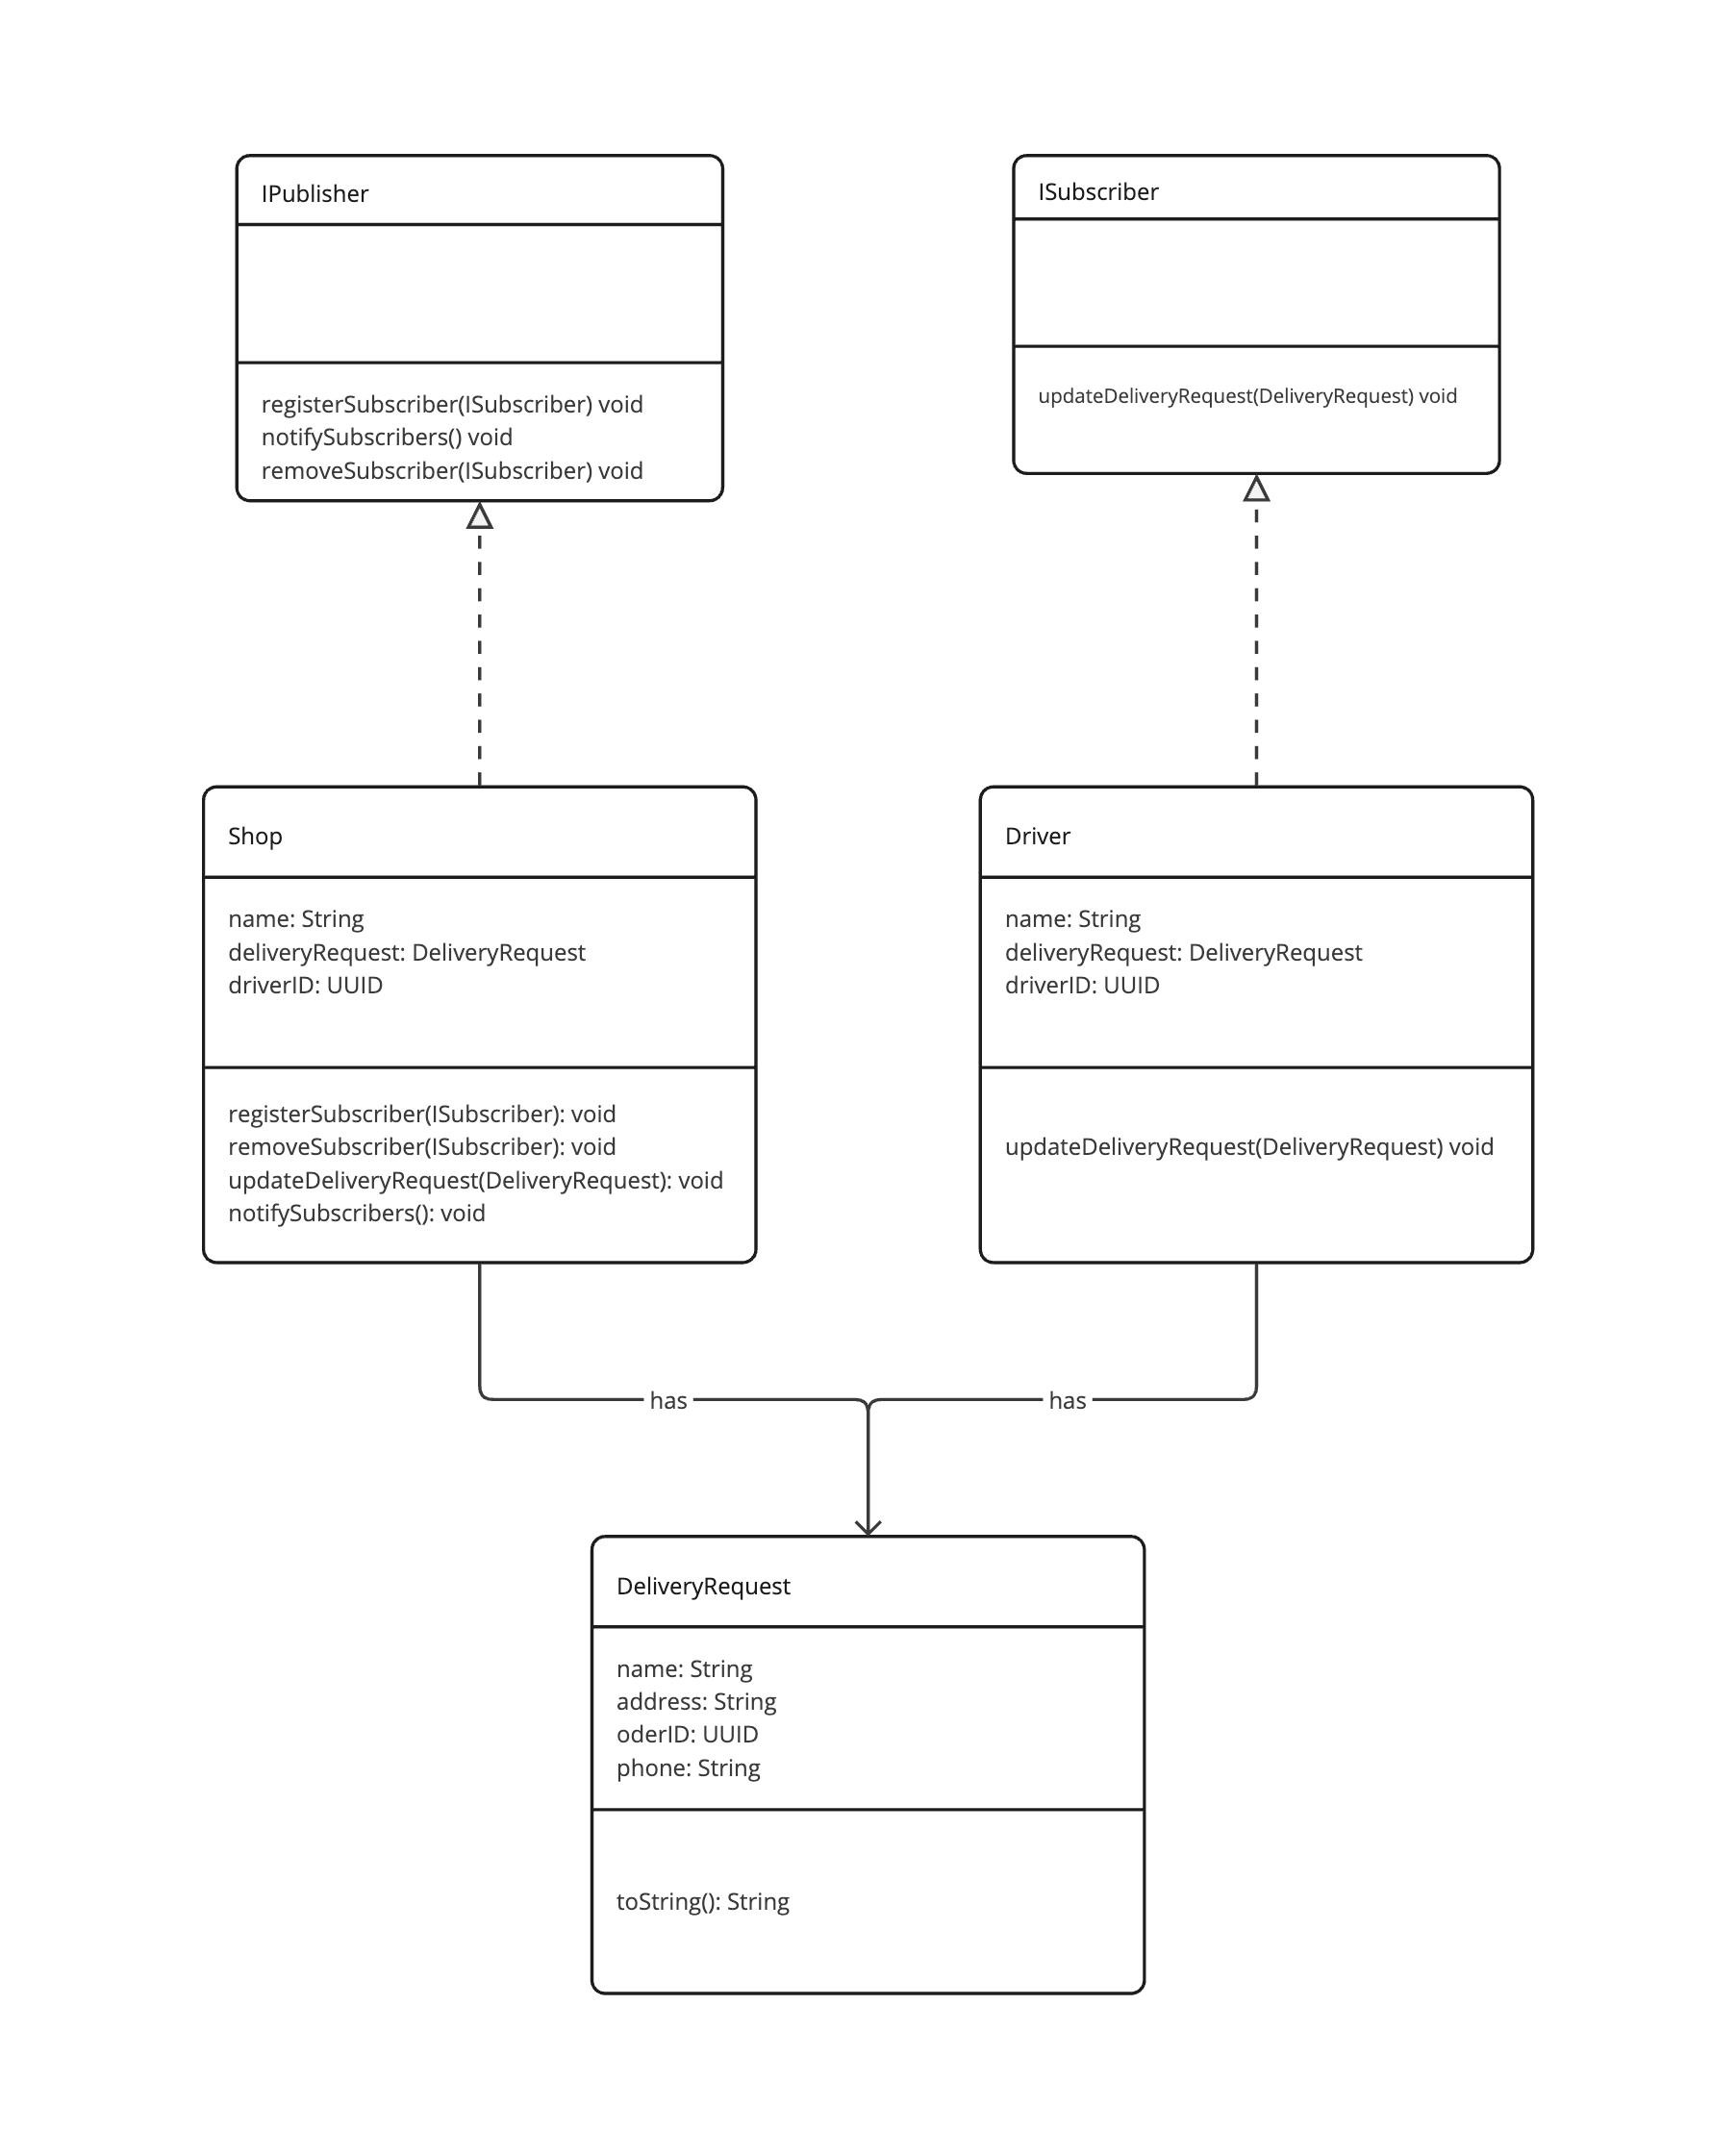 IPublisher
registerSubscriber(ISubscriber) void
notifySubscribers() void
removeSubscriber(ISubscriber) void
ISubscriber
updateDeliveryRequest(DeliveryRequest) void
Shop
name: String
deliveryRequest: DeliveryRequest
driverID: UUID
registerSubscriber(ISubscriber): void
removeSubscriber(ISubscriber): void
updateDeliveryRequest(DeliveryRequest): void
notifySubscribers(): void
Driver
name: String
deliveryRequest: DeliveryRequest
driverID: UUID
updateDeliveryRequest(DeliveryRequest) void
has
has
DeliveryRequest
name: String
address: String
oderID: UUID
phone: String
toString(): String